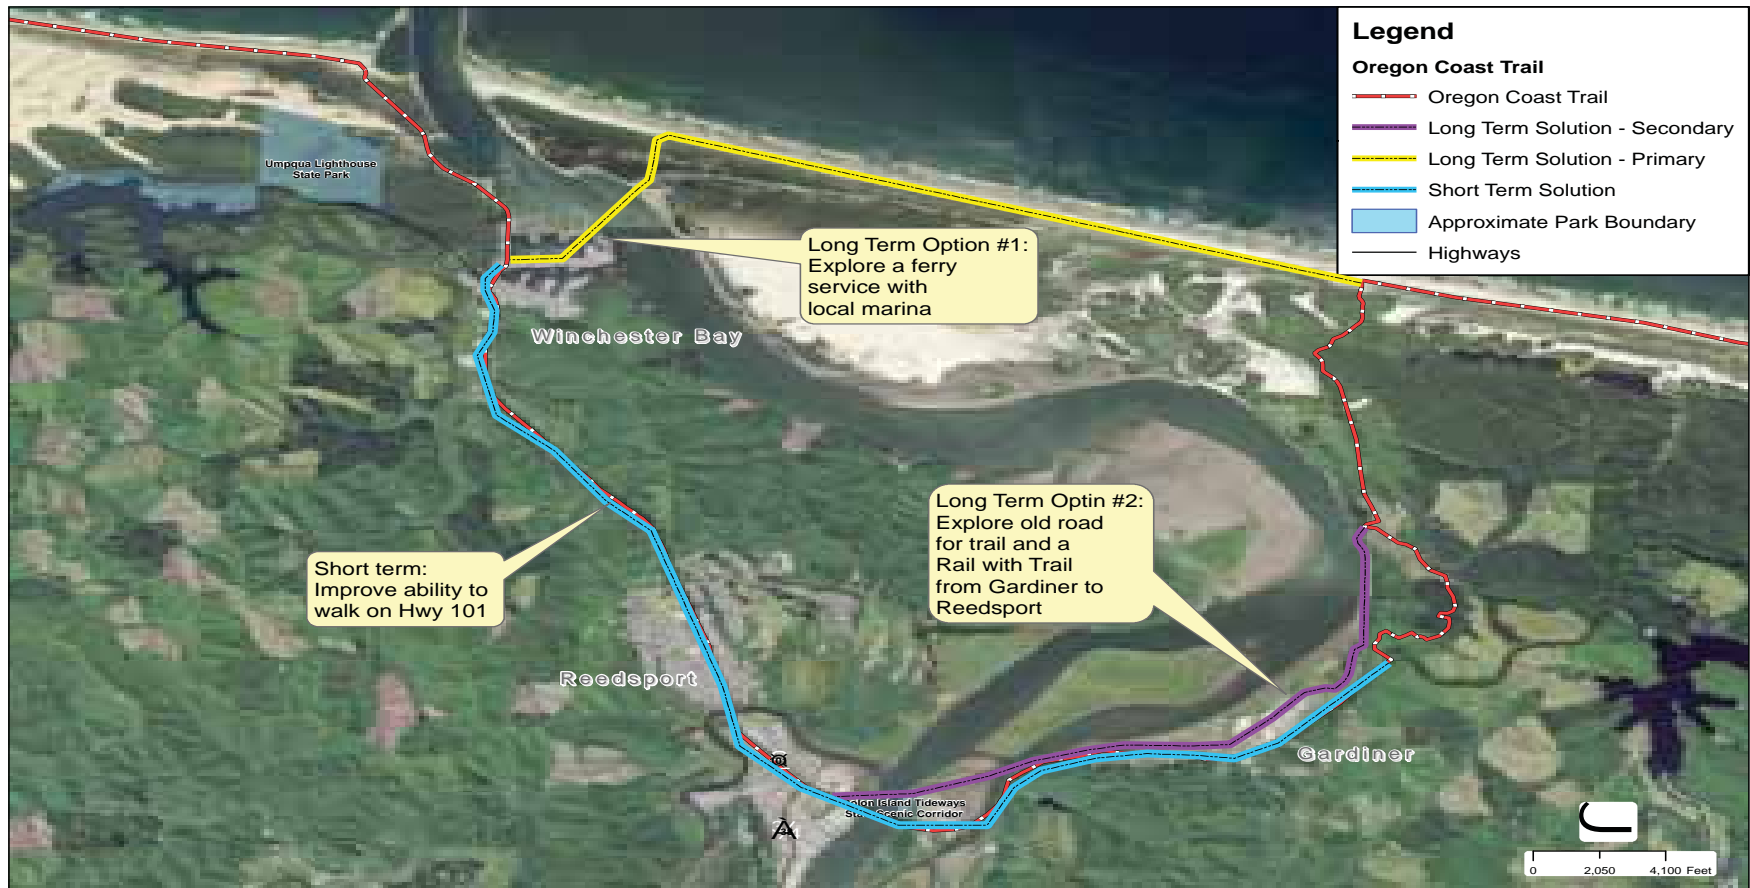 Legend
Oregon Coast Trail
Oregon Coast Trail
Long Term Solution - Secondary
Long Term Solution - Primary
Short Term Solution
Approximate Park Boundary
Highways
Umpqua Lighthouse
State Park
Long Term Option #1:
Explore a ferry
service with
local marina
Winchester Bay
Long Term Optin #2:
Explore old road
for trail and a
Rail with Trail
from Gardiner to
Reedsport
Short term:
Improve ability to
walk on Hwy 101
Reedsport
Gardiner
Island Tideways
Scenic Corridor
0 2,050 4,100 Feet